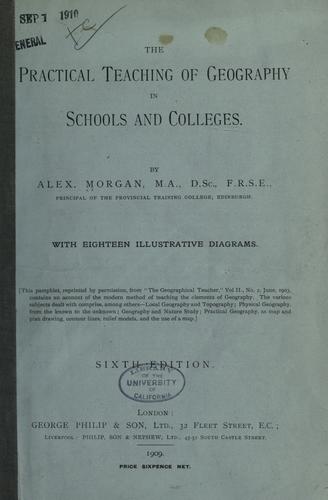 SEP 1 1910
GENERAL
THE
PRACTICAL TEACHING OF GEOGRAPHY
IN
SCHOOLS AND COLLEGES.
BY
ALEX. MORGAN, M.A., D.Sc., F.R.S.E.,
PRINCIPAL OF THE PROVINCIAL TRAINING COLLEGE, EDINBURGH.
WITH EIGHTEEN ILLUSTRATIVE DIAGRAMS.
[This pamphlet, reprinted by permission, from "The Geographical Teacher," Vol II., No. 2, June, 1903,
contains an account of the modern method of teaching the elements of Geography. The various
subjects dealt with comprise, among others—Local Geography and Topography; Physical Geography,
from the known to the unknown; Geography and Nature Study; Practical Geography, as map and
plan drawing, contour lines, relief models, and the use of a map.]
SIXTH EDITION.
LIBRARY
OF THE
UNIVERSITY
OF
CALIFORNIA
LONDON:
GEORGE PHILIP & SON, LTD., 32 FLEET STREET, E.C.;
LIVERPOOL: PHILIP, SON & NEPHEW, LTD., 45-51 SOUTH CASTLE STREET.
1909.
PRICE SIXPENCE NET.